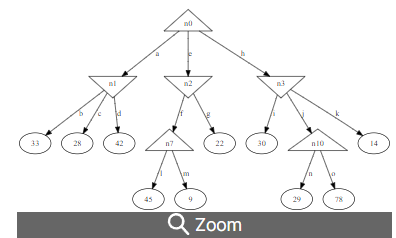 n0
a e h
n1 n2 n3
b c d f g i j k
33 28 42 n7 22 30 n10 14
l m n o
45 9 29 78
Zoom